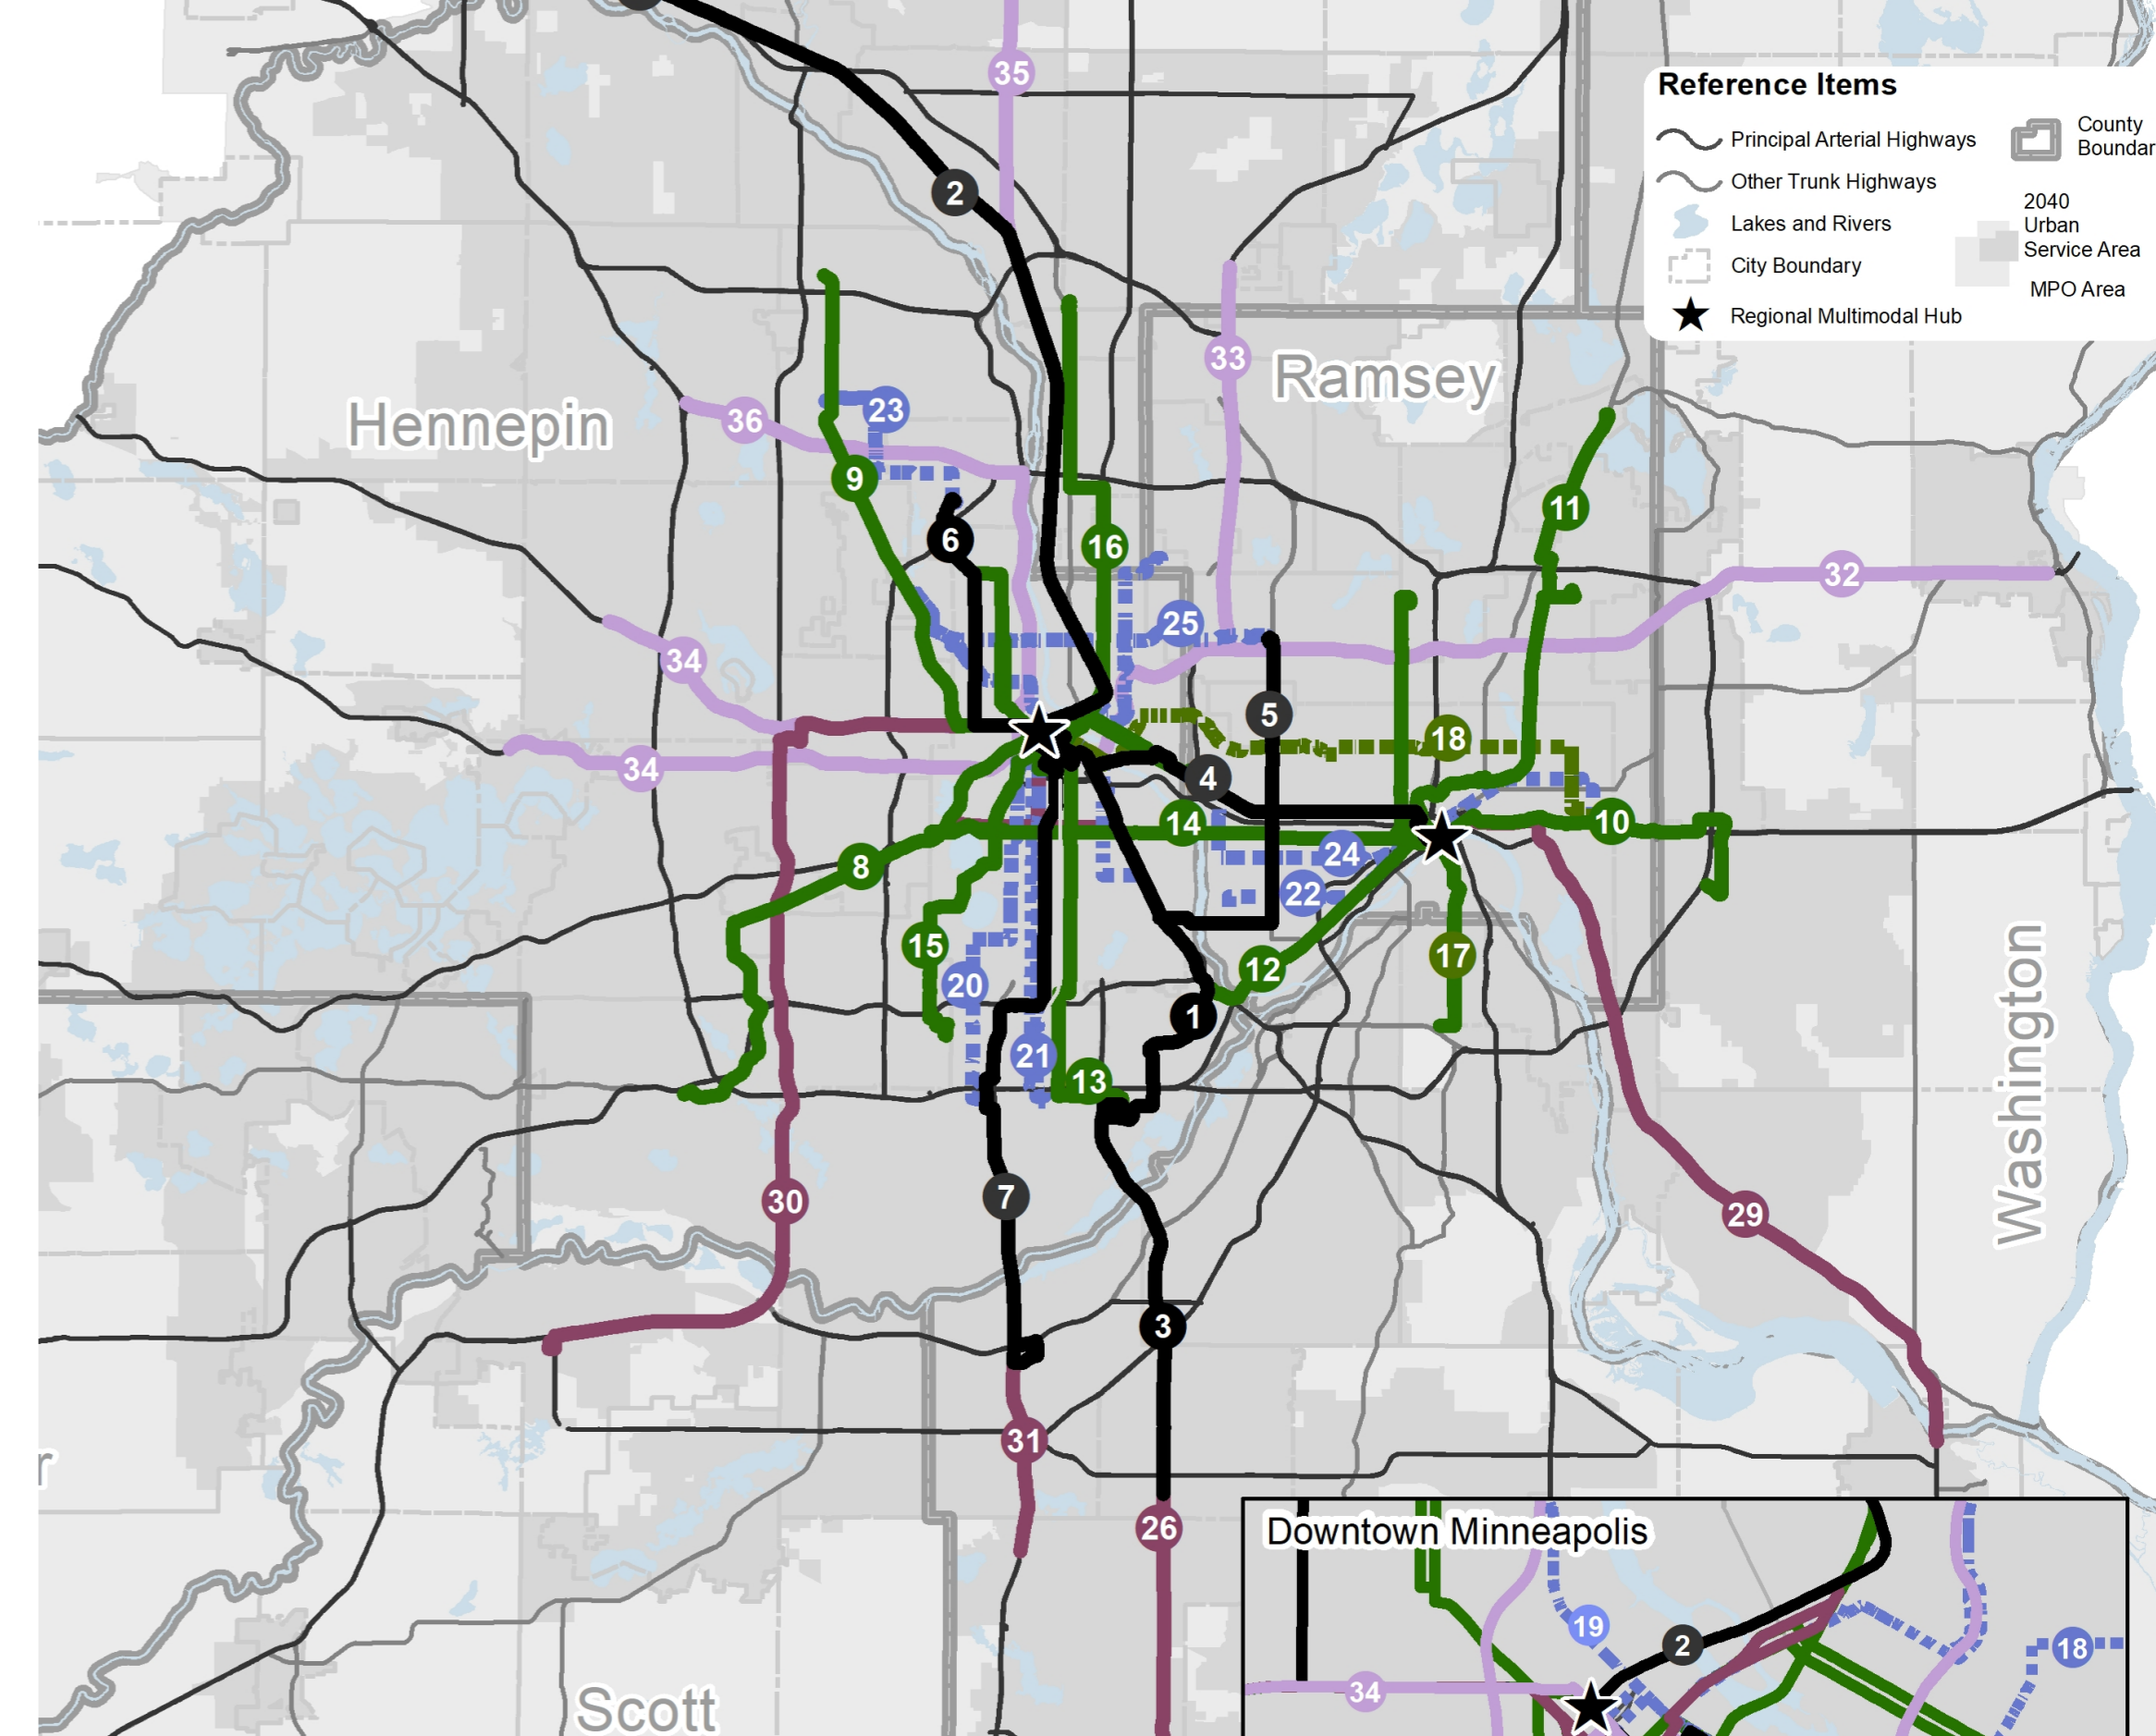 35
Reference Items
Principal Arterial Highways
County
Boundar
Other Trunk Highways
2040
Urban
Service Area
Lakes and Rivers
City Boundary
MPO Area
Regional Multimodal Hub
2
33
Ramsey
Hennepin
36
23
9
11
6
16
32
25
34
5
18
34
4
14
10
8
24
22
15
17
12
20
1
21
13
Washington
7
30
29
3
r
31
26
Downtown Minneapolis
19
2
18
34
Scott